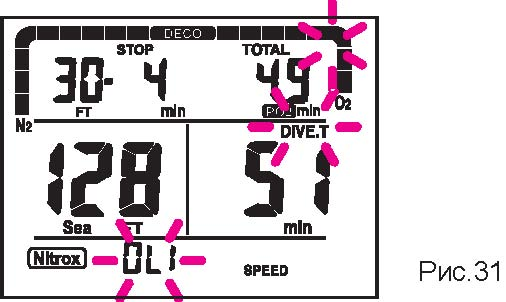 DECO
STOP TOTAL
30- 4 49
FT min PO₂ min O2
N2 DIVE.T
128 51
Sea FT min
Nitrox OLI SPEED
Рис.31